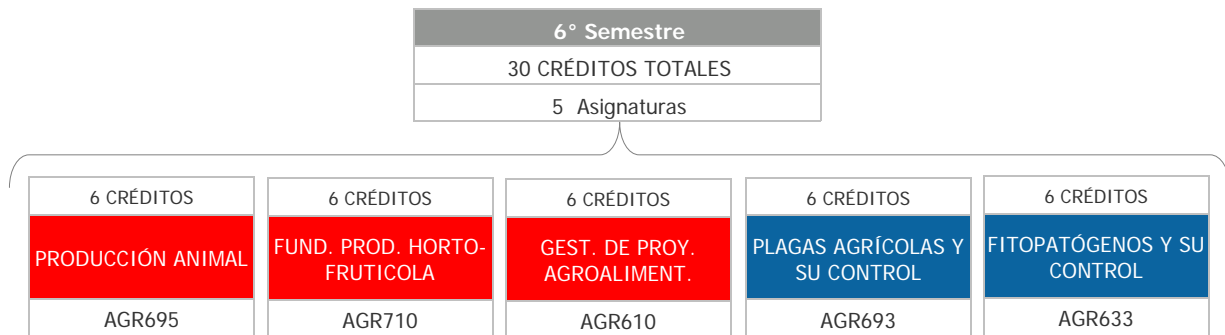 6° Semestre
30 CRÉDITOS TOTALES
5 Asignaturas
6 CRÉDITOS
PRODUCCIÓN ANIMAL
AGR695
6 CRÉDITOS
FUND. PROD. HORTO-
FRUTICOLA
AGR710
6 CRÉDITOS
GEST. DE PROY.
AGROALIMENT.
AGR610
6 CRÉDITOS
PLAGAS AGRÍCOLAS Y
SU CONTROL
AGR693
6 CRÉDITOS
FITOPATÓGENOS Y SU
CONTROL
AGR633